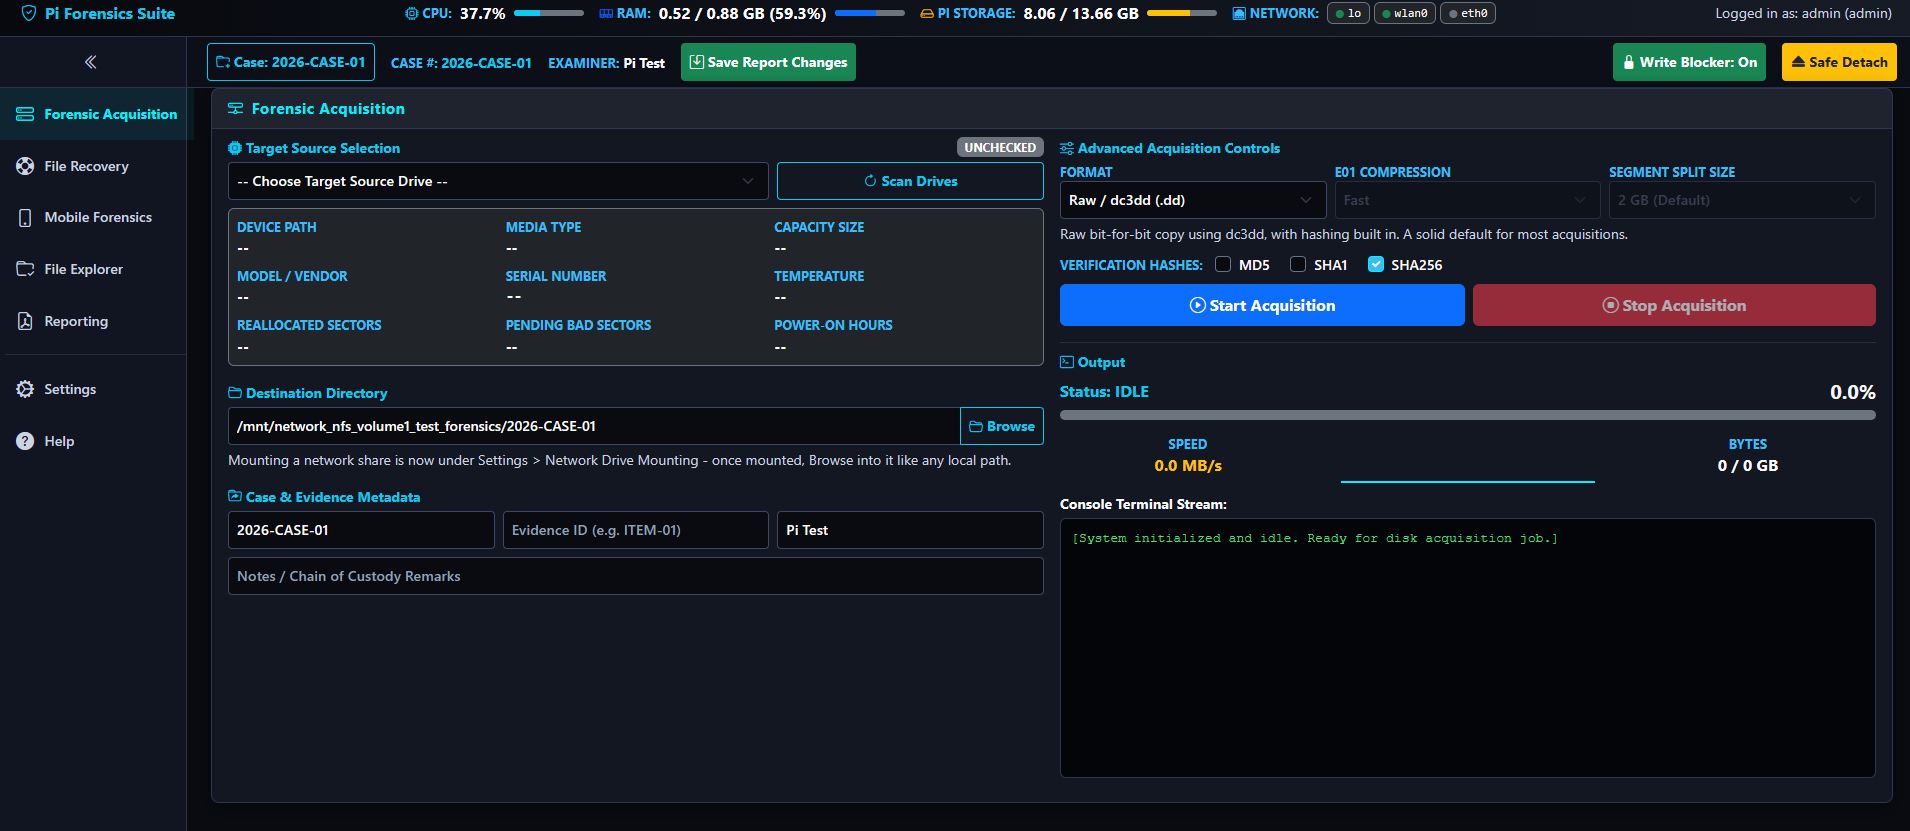 Pi Forensics Suite
CPU: 37.7%
RAM: 0.52 / 0.88 GB (59.3%)
PI STORAGE: 8.06 / 13.66 GB
NETWORK: lo wlan0 eth0
Logged in as: admin (admin)
Case: 2026-CASE-01
CASE #: 2026-CASE-01
EXAMINER: Pi Test
Save Report Changes
Write Blocker: On
Safe Detach
Forensic Acquisition
File Recovery
Mobile Forensics
File Explorer
Reporting
Settings
Help
Forensic Acquisition
Target Source Selection
UNCHECKED
-- Choose Target Source Drive --
Scan Drives
DEVICE PATH
--
MEDIA TYPE
--
CAPACITY SIZE
--
MODEL / VENDOR
--
SERIAL NUMBER
--
TEMPERATURE
--
REALLOCATED SECTORS
--
PENDING BAD SECTORS
--
POWER-ON HOURS
--
Destination Directory
/mnt/network_nfs_volume1_test_forensics/2026-CASE-01
Browse
Mounting a network share is now under Settings > Network Drive Mounting - once mounted, Browse into it like any local path.
Case & Evidence Metadata
2026-CASE-01
Evidence ID (e.g. ITEM-01)
Pi Test
Notes / Chain of Custody Remarks
Advanced Acquisition Controls
FORMAT
Raw / dc3dd (.dd)
E01 COMPRESSION
Fast
SEGMENT SPLIT SIZE
2 GB (Default)
Raw bit-for-bit copy using dc3dd, with hashing built in. A solid default for most acquisitions.
VERIFICATION HASHES: MD5 SHA1 SHA256
Start Acquisition
Stop Acquisition
Output
Status: IDLE
0.0%
SPEED
0.0 MB/s
BYTES
0 / 0 GB
Console Terminal Stream:
[System initialized and idle. Ready for disk acquisition job.]